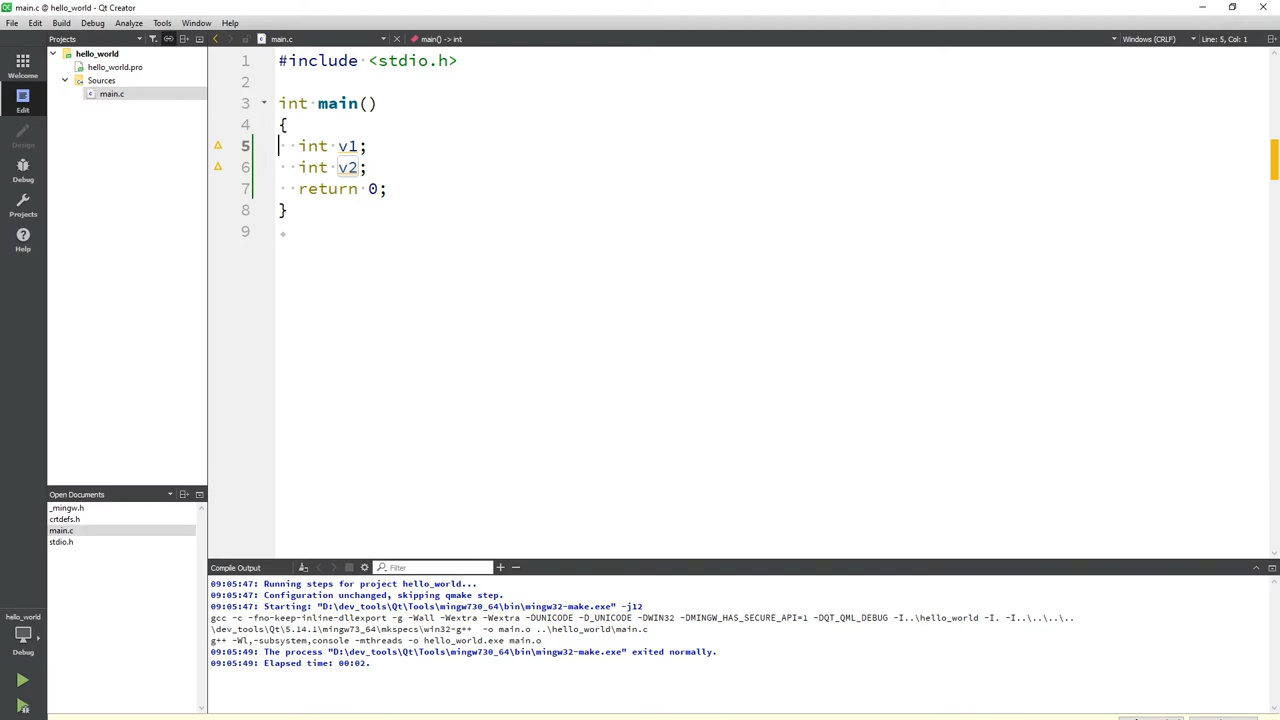 main.c @ hello_world - Qt Creator
File Edit Build Debug Analyze Tools Window Help
Projects main.c main() -> int Windows (CRLF) Line: 5, Col: 1
Welcome
Edit
Design
Debug
Projects
Help
hello_world
hello_world.pro
Sources
main.c
1 #include <stdio.h>
2
3 int main()
4 {
5 int v1;
6 int v2;
7 return 0;
8 }
9
Open Documents
_mingw.h
crtdefs.h
main.c
stdio.h
hello_world
Debug
Compile Output Filter
09:05:47: Running steps for project hello_world...
09:05:47: Configuration unchanged, skipping qmake step.
09:05:47: Starting: "D:\dev_tools\Qt\Tools\mingw730_64\bin\mingw32-make.exe" -j12
gcc -c -fno-keep-inline-dllexport -g -Wall -Wextra -Wextra -DUNICODE -D_UNICODE -DWIN32 -DMINGW_HAS_SECURE_API=1 -DQT_QML_DEBUG -I..\hello_world -I. -I..\..\..
\dev_tools\Qt\5.14.1\mingw73_64\mkspecs\win32-g++ -o main.o ..\hello_world\main.c
g++ -Wl,-subsystem,console -mthreads -o hello_world.exe main.o
09:05:49: The process "D:\dev_tools\Qt\Tools\mingw730_64\bin\mingw32-make.exe" exited normally.
09:05:49: Elapsed time: 00:02.